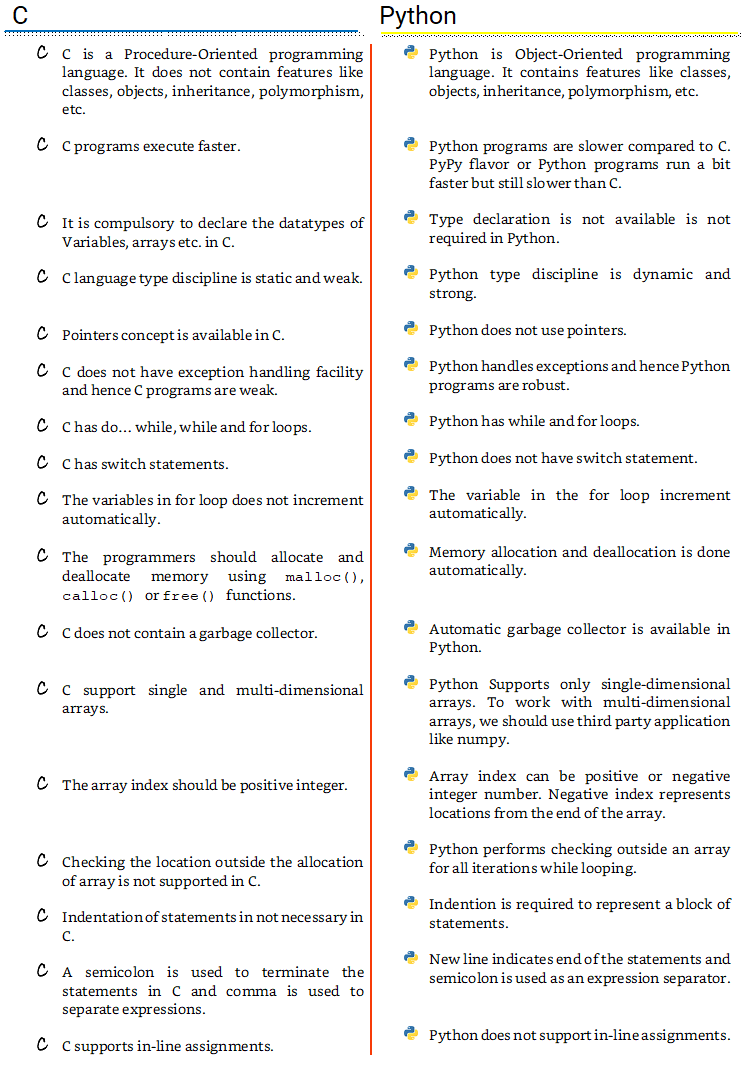 C
C is a Procedure-Oriented programming
language. It does not contain features like
classes, objects, inheritance, polymorphism,
etc.
C programs execute faster.
It is compulsory to declare the datatypes of
Variables, arrays etc. in C.
C language type discipline is static and weak.
Pointers concept is available in C.
C does not have exception handling facility
and hence C programs are weak.
C has do... while, while and for loops.
C has switch statements.
The variables in for loop does not increment
automatically.
The programmers should allocate and
deallocate memory using malloc(),
calloc() or free() functions.
C does not contain a garbage collector.
C support single and multi-dimensional
arrays.
The array index should be positive integer.
Checking the location outside the allocation
of array is not supported in C.
Indentation of statements in not necessary in
C.
A semicolon is used to terminate the
statements in C and comma is used to
separate expressions.
C supports in-line assignments.
Python
Python is Object-Oriented programming
language. It contains features like classes,
objects, inheritance, polymorphism, etc.
Python programs are slower compared to C.
PyPy flavor or Python programs run a bit
faster but still slower than C.
Type declaration is not available is not
required in Python.
Python type discipline is dynamic and
strong.
Python does not use pointers.
Python handles exceptions and hence Python
programs are robust.
Python has while and for loops.
Python does not have switch statement.
The variable in the for loop increment
automatically.
Memory allocation and deallocation is done
automatically.
Automatic garbage collector is available in
Python.
Python Supports only single-dimensional
arrays. To work with multi-dimensional
arrays, we should use third party application
like numpy.
Array index can be positive or negative
integer number. Negative index represents
locations from the end of the array.
Python performs checking outside an array
for all iterations while looping.
Indention is required to represent a block of
statements.
New line indicates end of the statements and
semicolon is used as an expression separator.
Python does not support in-line assignments.